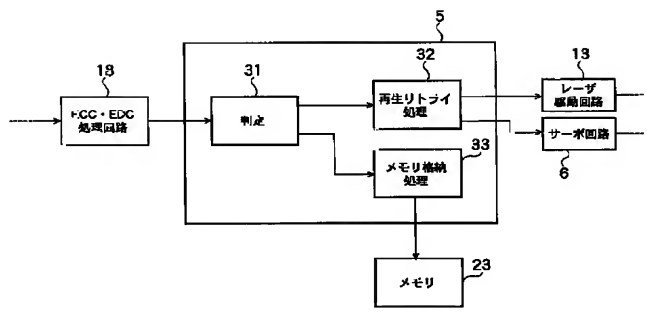 5
18
ECC・EDC
処理回路
31
判定
32
再生リトライ
処理
13
レーザ
駆動回路
サーボ回路
6
33
メモリ格納
処理
メモリ
23